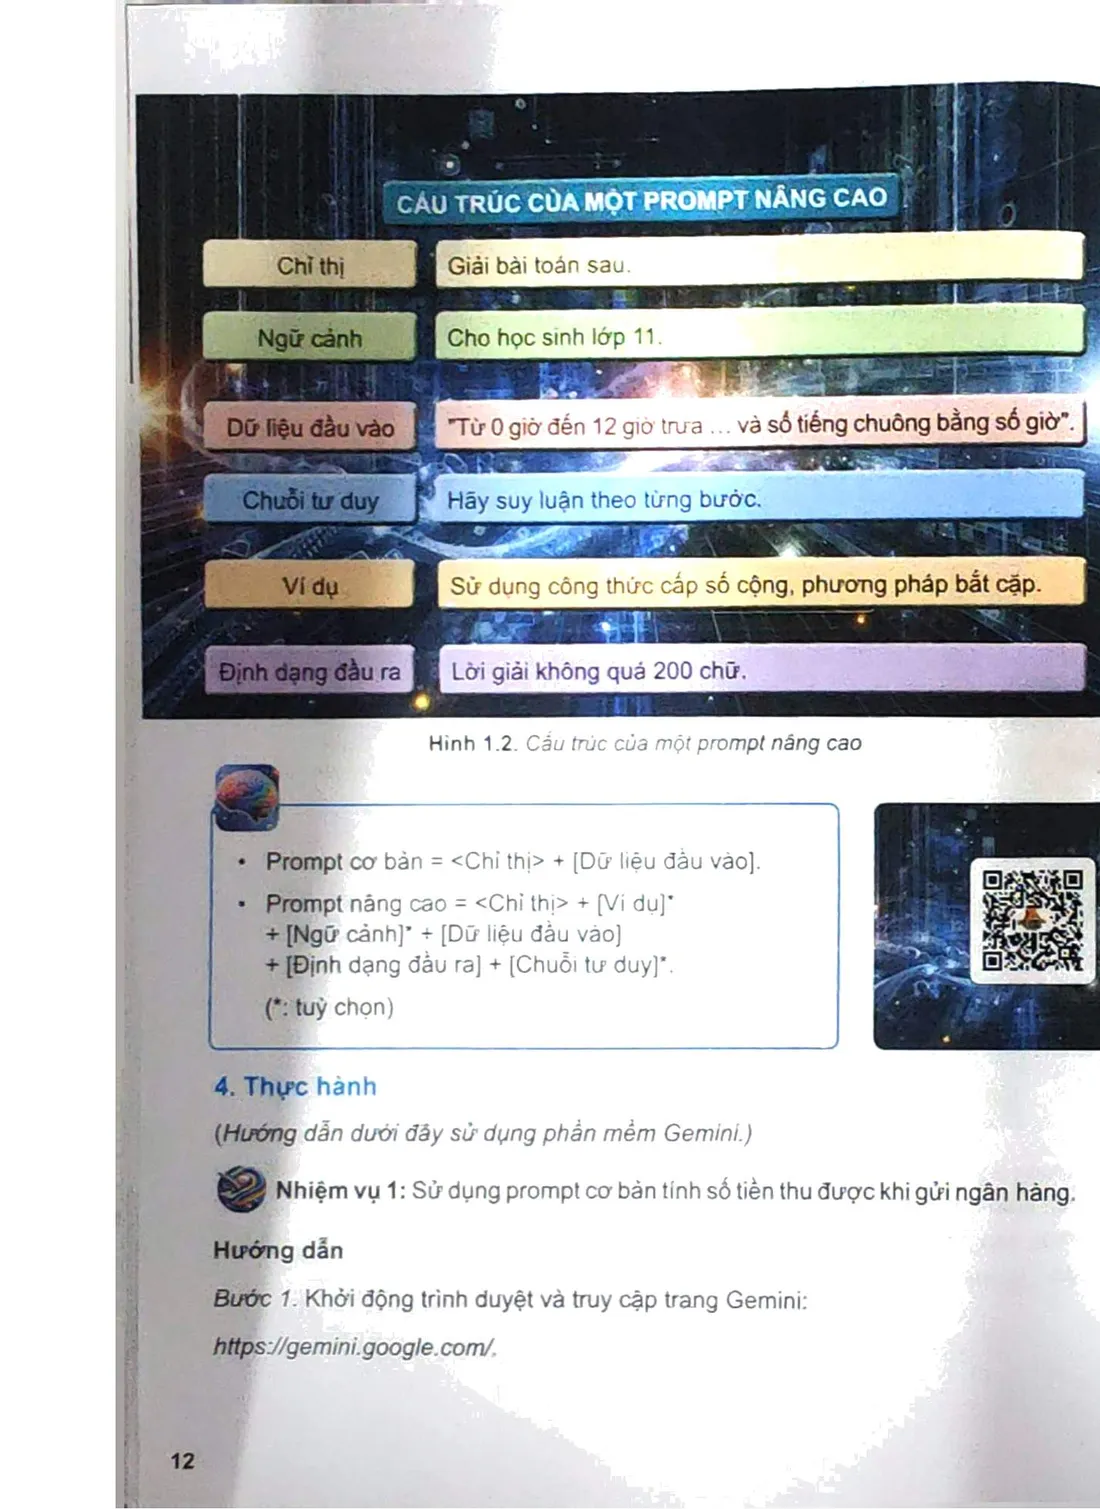 CẤU TRÚC CỦA MỘT PROMPT NÂNG CAO
Chỉ thị
Giải bài toán sau.
Ngữ cảnh
Cho học sinh lớp 11.
Dữ liệu đầu vào
"Từ 0 giờ đến 12 giờ trưa ... và số tiếng chuông bằng số giờ".
Chuỗi tư duy
Hãy suy luận theo từng bước.
Ví dụ
Sử dụng công thức cấp số cộng, phương pháp bắt cặp.
Định dạng đầu ra
Lời giải không quá 200 chữ.
Hình 1.2. Cấu trúc của một prompt nâng cao
• Prompt cơ bản = <Chỉ thị> + [Dữ liệu đầu vào].
• Prompt nâng cao = <Chỉ thị> + [Ví dụ]*
+ [Ngữ cảnh]* + [Dữ liệu đầu vào]
+ [Định dạng đầu ra] + [Chuỗi tư duy]*.
(*: tuỳ chọn)
4. Thực hành
(Hướng dẫn dưới đây sử dụng phần mềm Gemini.)
Nhiệm vụ 1: Sử dụng prompt cơ bản tính số tiền thu được khi gửi ngân hàng.
Hướng dẫn
Bước 1. Khởi động trình duyệt và truy cập trang Gemini:
https://gemini.google.com/.
12